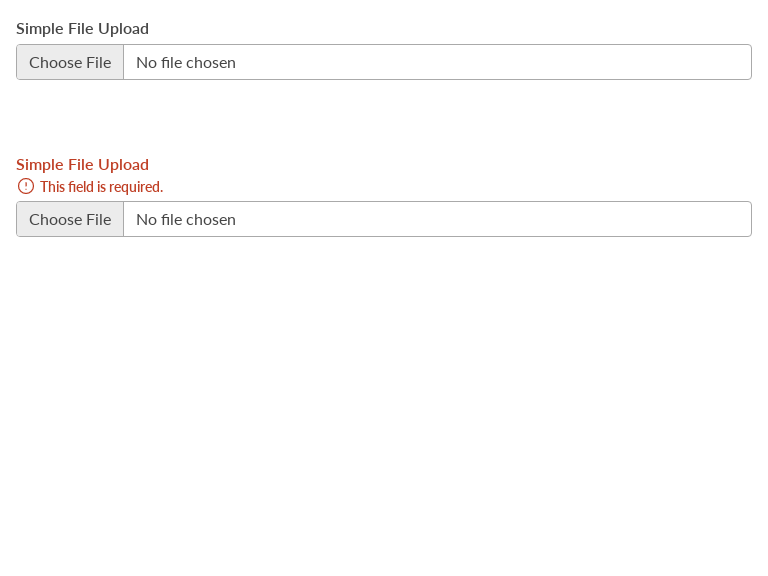 Simple File Upload
Choose File No file chosen
Simple File Upload
This field is required.
Choose File No file chosen